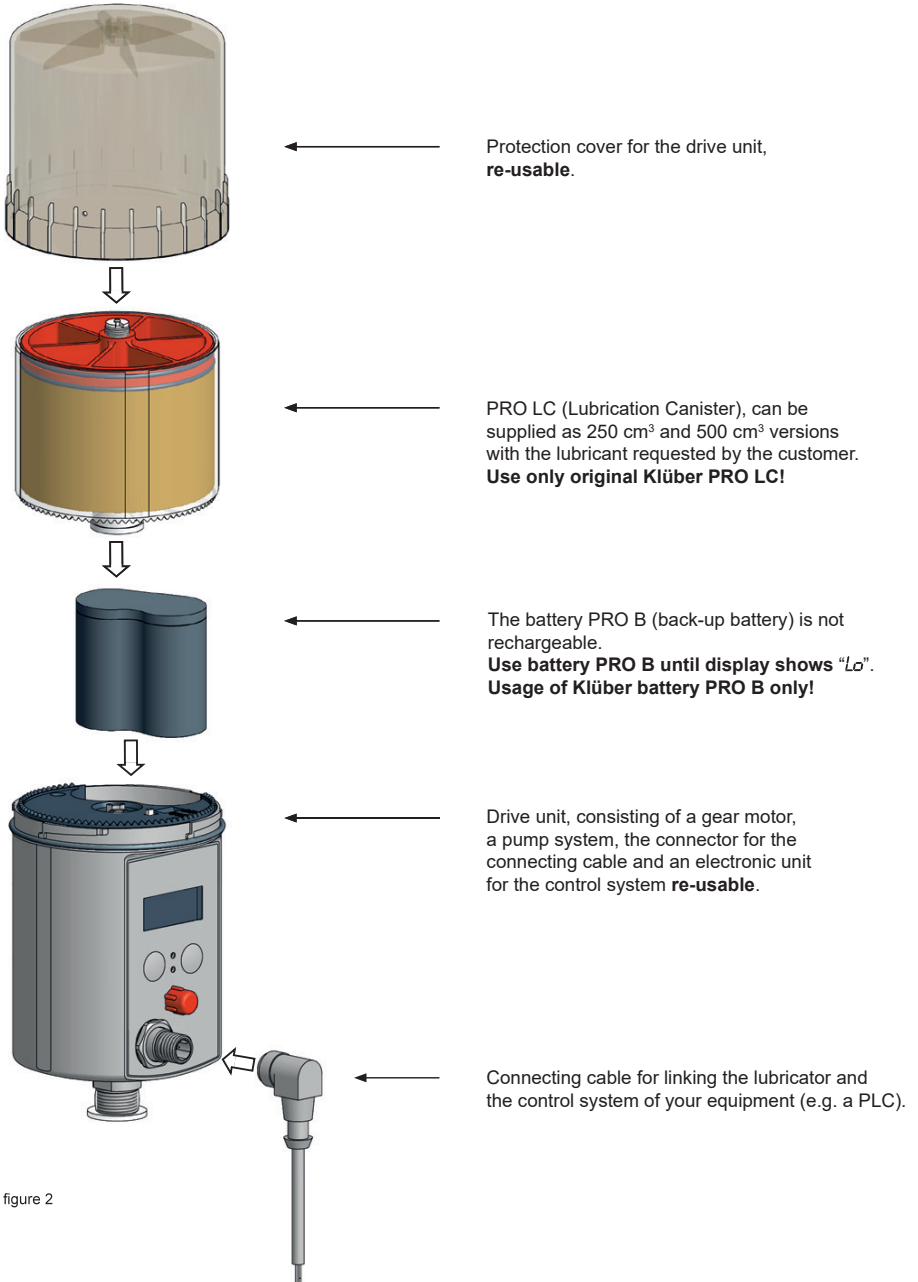 Protection cover for the drive unit,
re-usable.
PRO LC (Lubrication Canister), can be
supplied as 250 cm³ and 500 cm³ versions
with the lubricant requested by the customer.
Use only original Klüber PRO LC!
The battery PRO B (back-up battery) is not
rechargeable.
Use battery PRO B until display shows “Lo”.
Usage of Klüber battery PRO B only!
Drive unit, consisting of a gear motor,
a pump system, the connector for the
connecting cable and an electronic unit
for the control system re-usable.
Connecting cable for linking the lubricator and
the control system of your equipment (e.g. a PLC).
figure 2